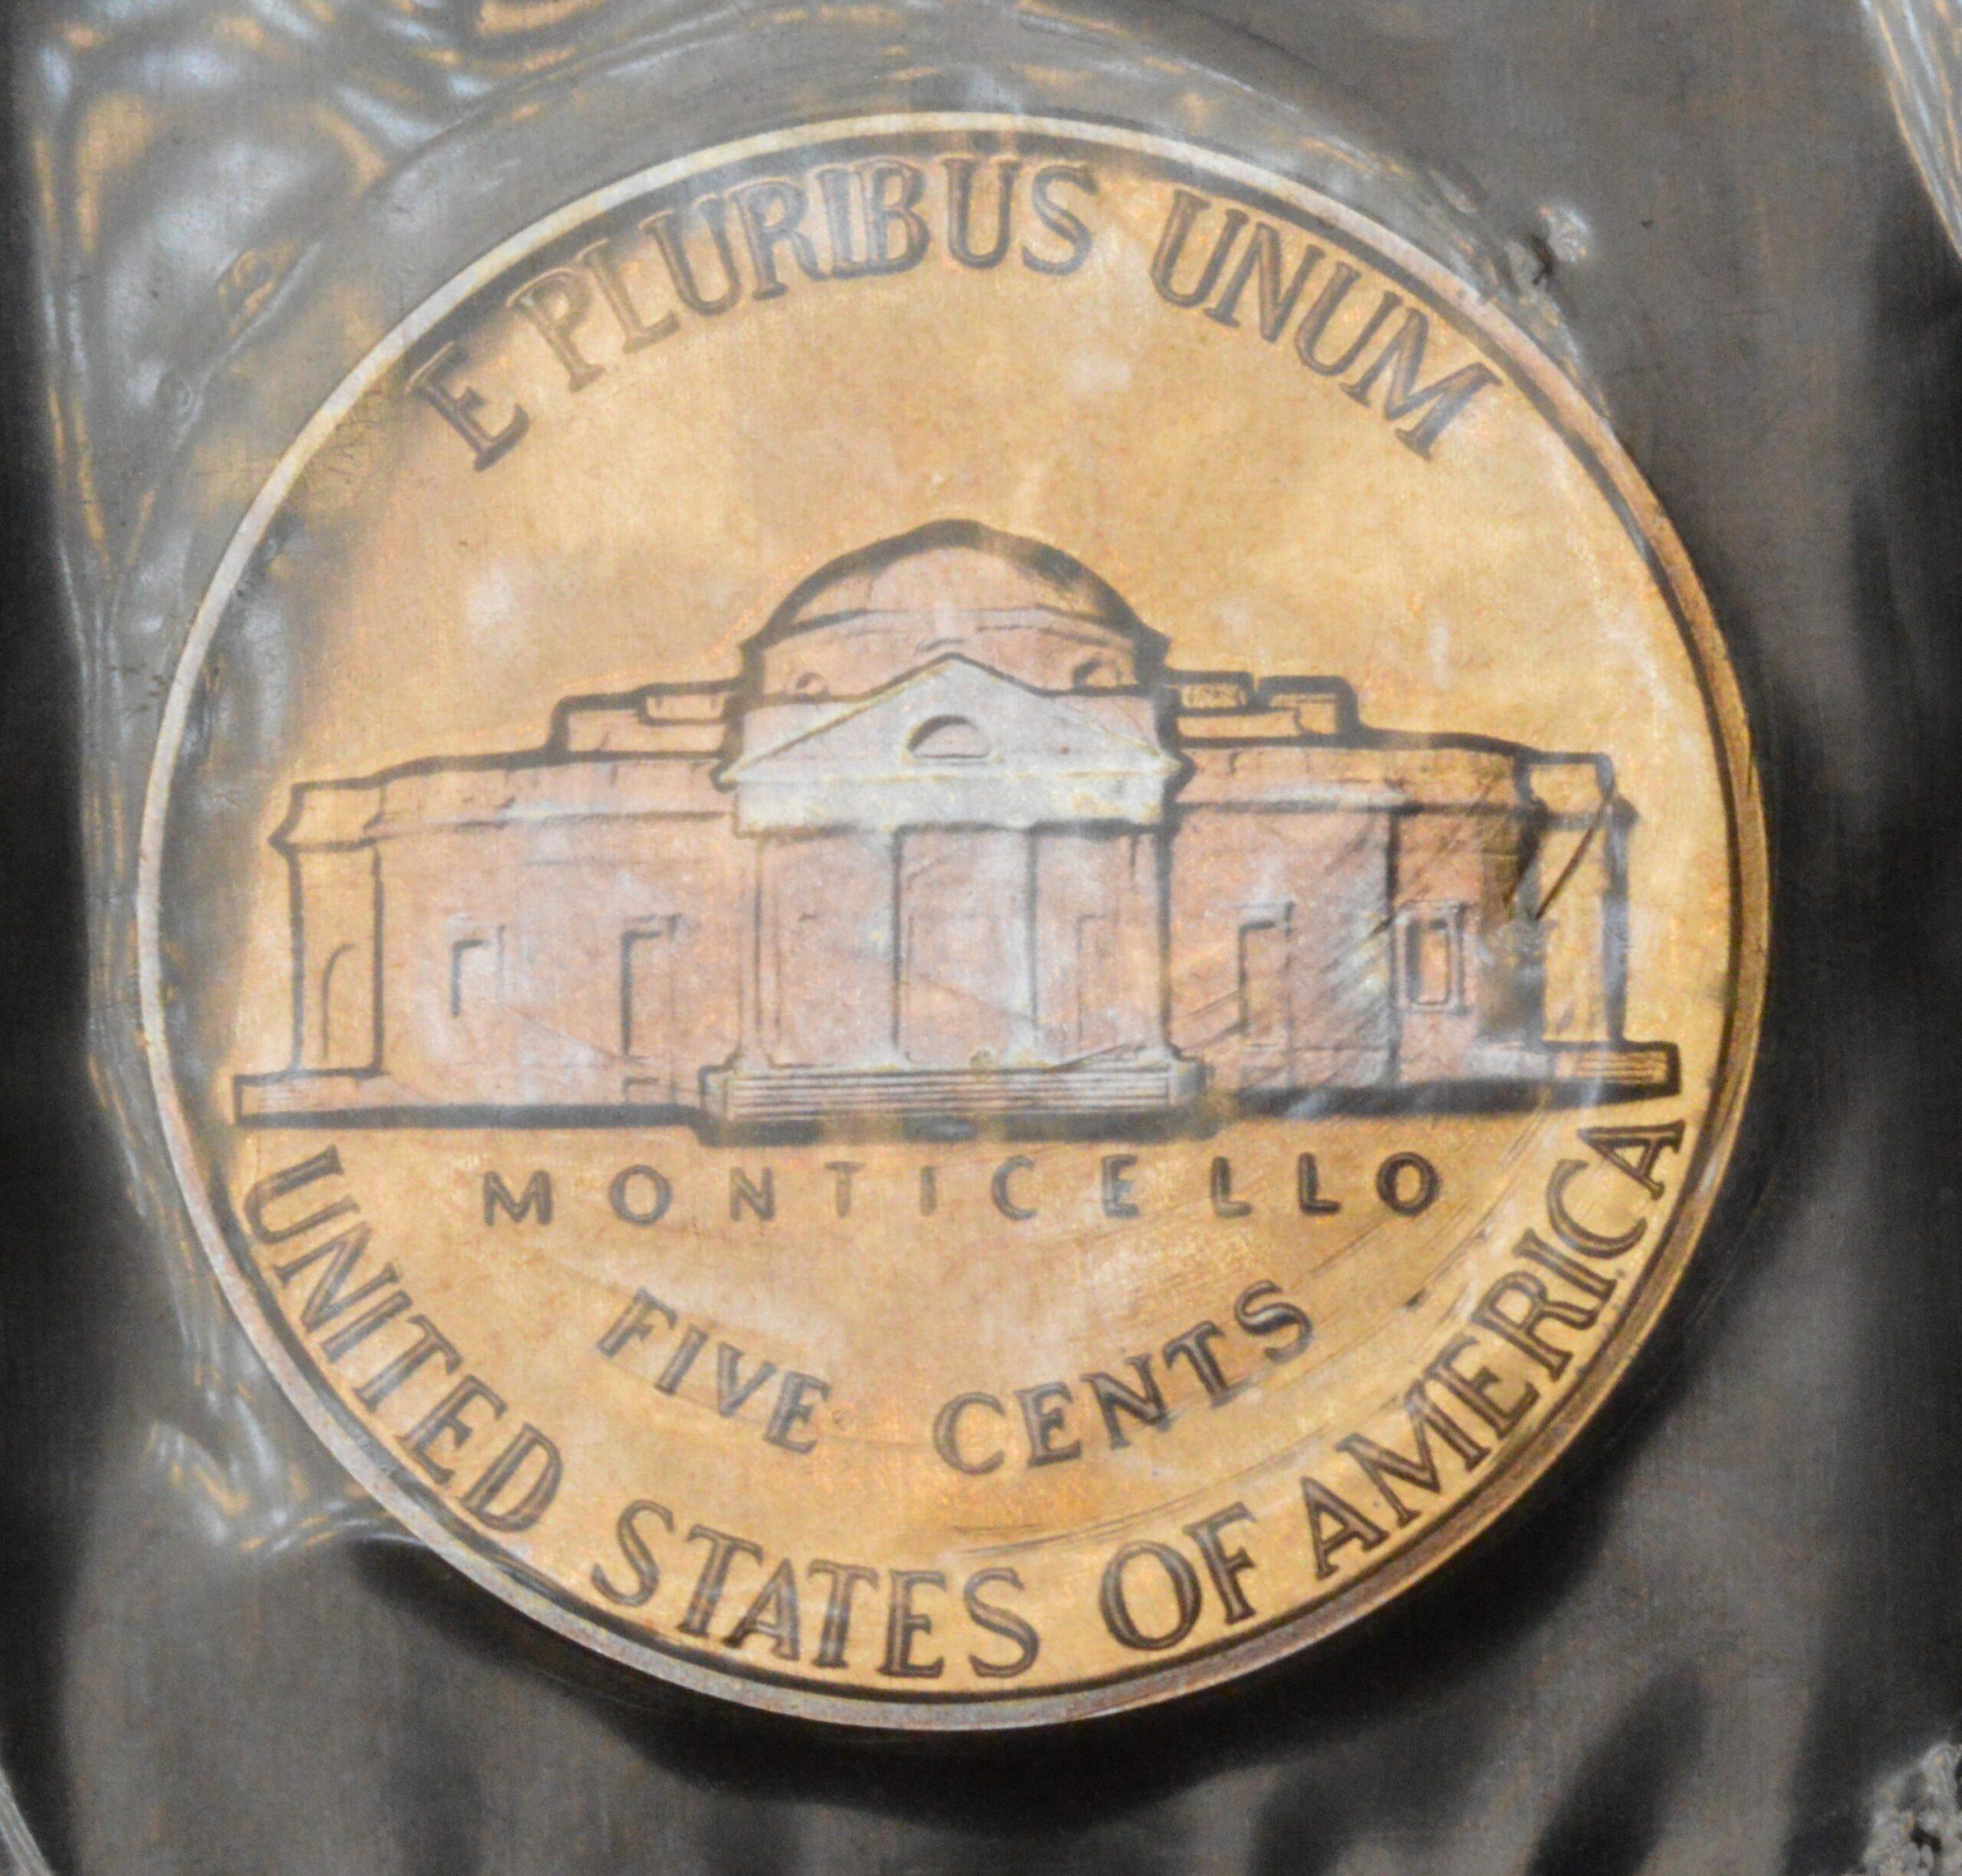 E PLURIBUS UNUM
MONTICELLO
FIVE CENTS
UNITED STATES OF AMERICA